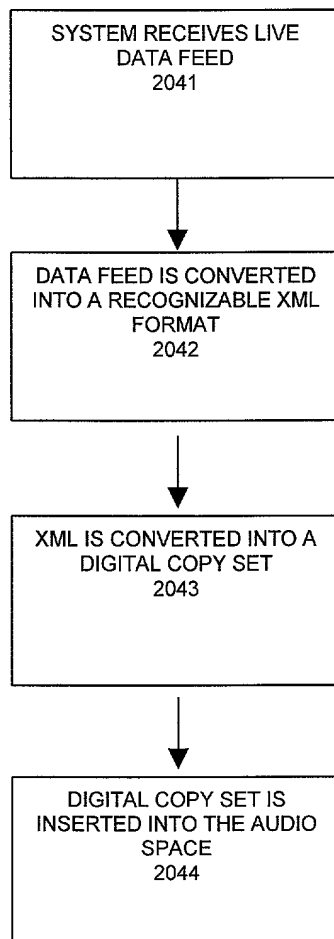 SYSTEM RECEIVES LIVE
DATA FEED
2041
DATA FEED IS CONVERTED
INTO A RECOGNIZABLE XML
FORMAT
2042
XML IS CONVERTED INTO A
DIGITAL COPY SET
2043
DIGITAL COPY SET IS
INSERTED INTO THE AUDIO
SPACE
2044